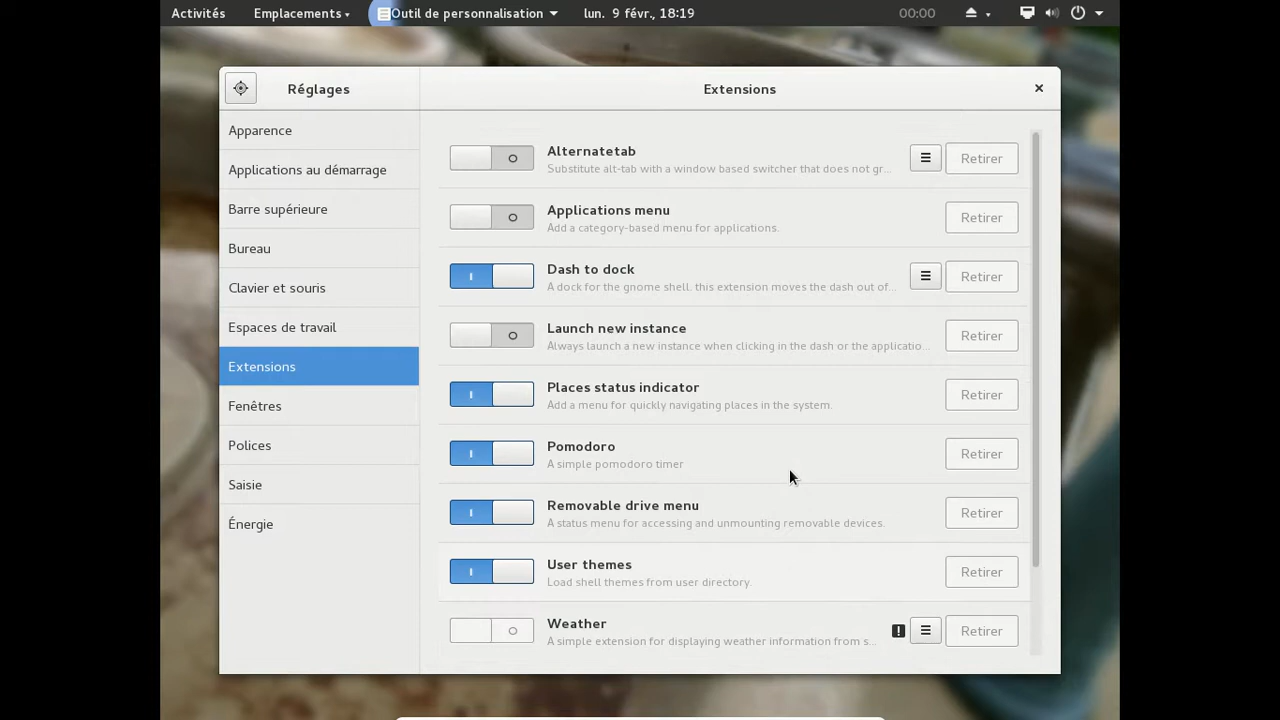 Activités Emplacements Outil de personnalisation lun. 9 févr., 18:19 00:00
Réglages Extensions
Apparence
Applications au démarrage
Barre supérieure
Bureau
Clavier et souris
Espaces de travail
Extensions
Fenêtres
Polices
Saisie
Énergie
Alternatetab
Substitute alt-tab with a window based switcher that does not gr...
Retirer
Applications menu
Add a category-based menu for applications.
Retirer
Dash to dock
A dock for the gnome shell. this extension moves the dash out of...
Retirer
Launch new instance
Always launch a new instance when clicking in the dash or the applicatio...
Retirer
Places status indicator
Add a menu for quickly navigating places in the system.
Retirer
Pomodoro
A simple pomodoro timer
Retirer
Removable drive menu
A status menu for accessing and unmounting removable devices.
Retirer
User themes
Load shell themes from user directory.
Retirer
Weather
A simple extension for displaying weather information from s...
Retirer